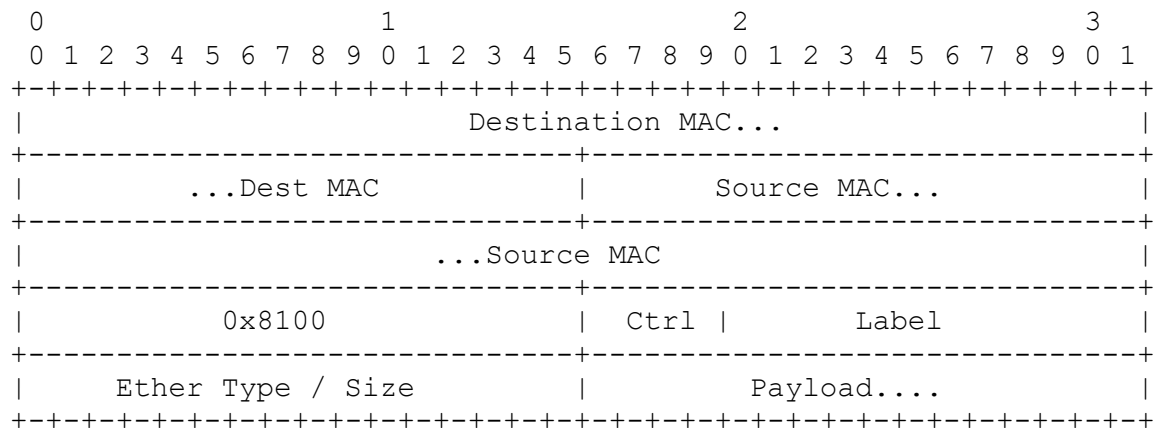 0                   1                   2                   3
 0 1 2 3 4 5 6 7 8 9 0 1 2 3 4 5 6 7 8 9 0 1 2 3 4 5 6 7 8 9 0 1
+-+-+-+-+-+-+-+-+-+-+-+-+-+-+-+-+-+-+-+-+-+-+-+-+-+-+-+-+-+-+-+-+
|                         Destination MAC...                    |
+-------------------------------+-------------------------------+
|         ...Dest MAC           |       Source MAC...           |
+-------------------------------+-------------------------------+
|                       ...Source MAC                           |
+-------------------------------+-------------------------------+
|           0x8100              |  Ctrl |       Label           |
+-------------------------------+-------------------------------+
|     Ether Type / Size         |         Payload....           |
+-+-+-+-+-+-+-+-+-+-+-+-+-+-+-+-+-+-+-+-+-+-+-+-+-+-+-+-+-+-+-+-+